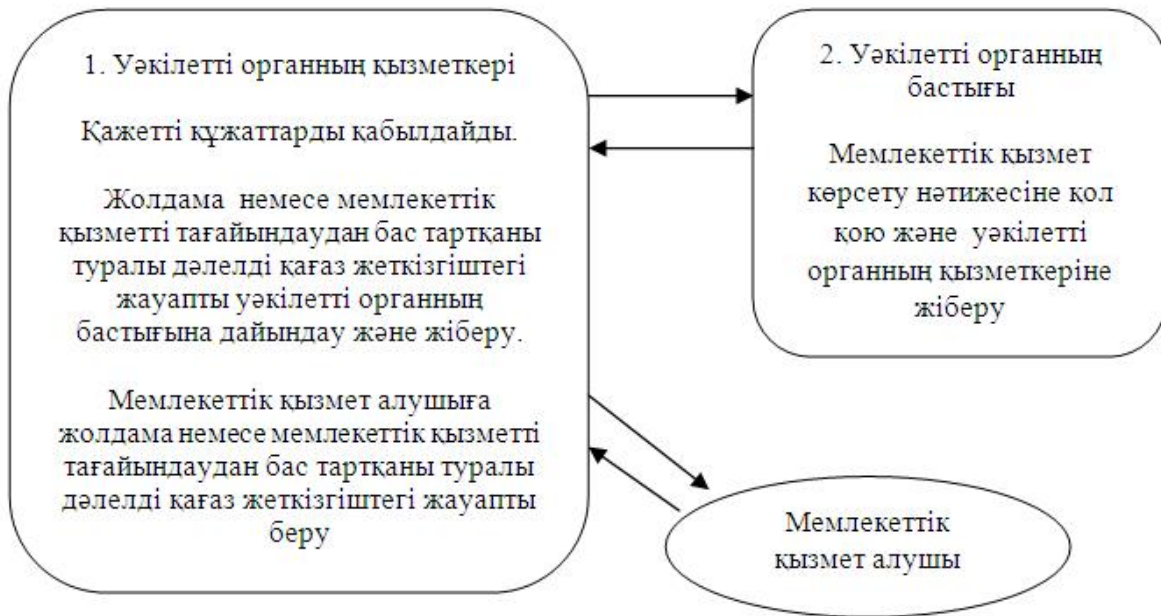 1. Уәкілетті органның қызметкері
Қажетті құжаттарды қабылдайды.
Жолдама немесе мемлекеттік
қызметті тағайындаудан бас тартқаны
туралы дәлелді қағаз жеткізгіштегі
жауапты уәкілетті органның
бастығына дайындау және жіберу.
Мемлекеттік қызмет алушыға
жолдама немесе мемлекеттік қызметті
тағайындаудан бас тартқаны туралы
дәлелді қағаз жеткізгіштегі жауапты
беру
2. Уәкілетті органның
бастығы
Мемлекеттік қызмет
көрсету нәтижесіне қол
қою және уәкілетті
органның қызметкеріне
жіберу
Мемлекеттік
қызмет алушы